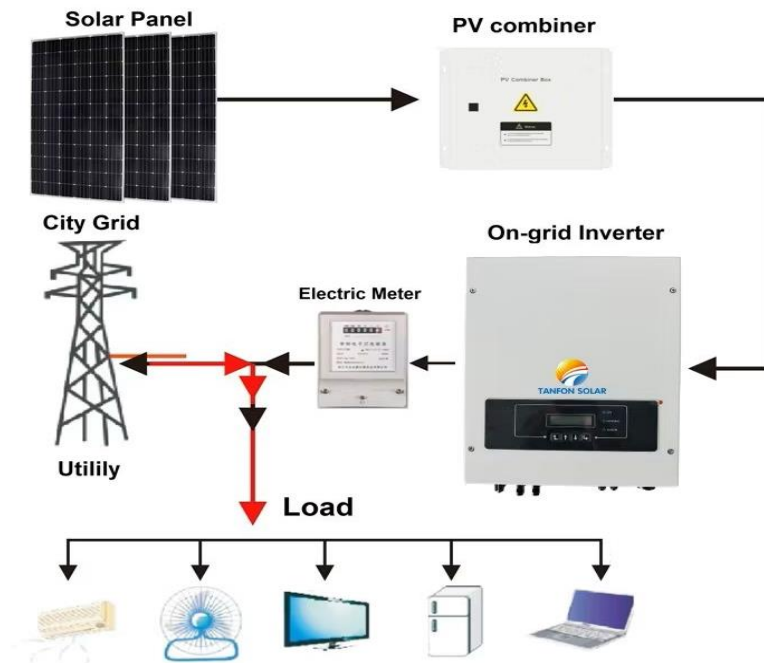 Solar Panel
PV combiner
PV Combiner Box
City Grid
On-grid Inverter
Electric Meter
TANFON SOLAR
Utilily
Load